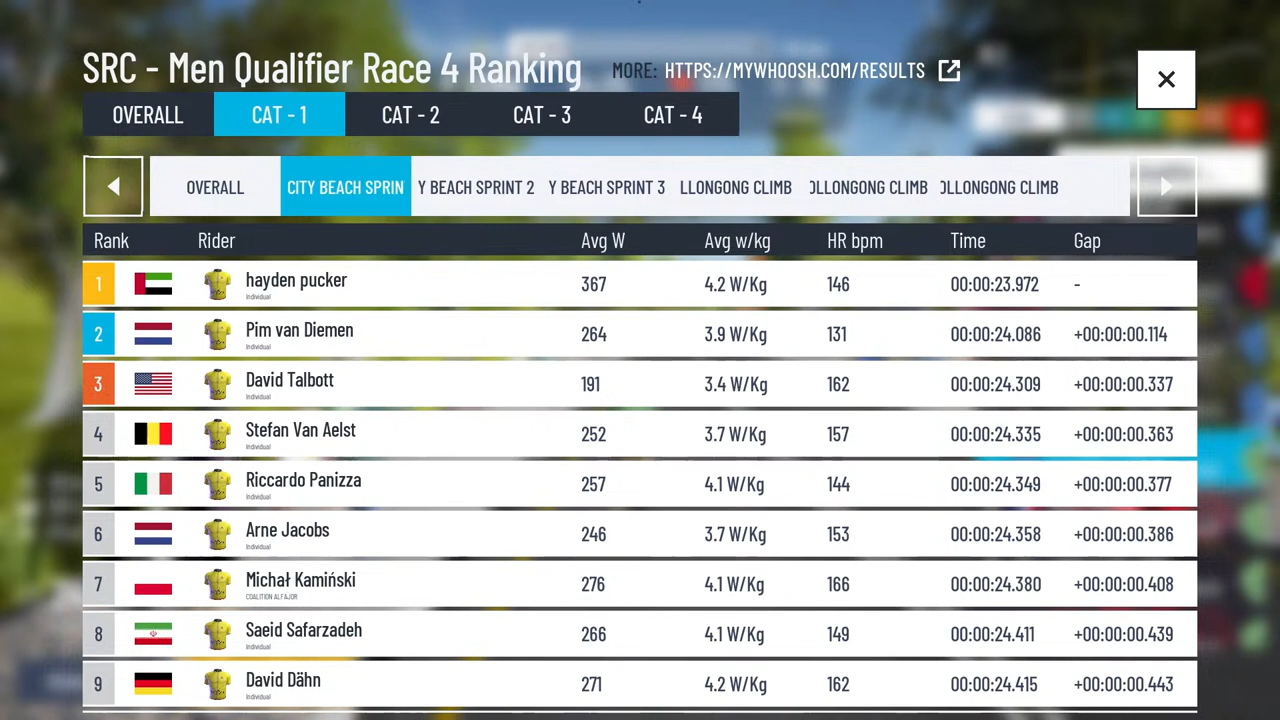 SRC - Men Qualifier Race 4 Ranking MORE: HTTPS://MYWHOOSH.COM/RESULTS
OVERALL CAT - 1 CAT - 2 CAT - 3 CAT - 4
OVERALL CITY BEACH SPRIN Y BEACH SPRINT 2 Y BEACH SPRINT 3 LLONGONG CLIMB OLLONGONG CLIMB OLLONGONG CLIMB
Rank Rider Avg W Avg w/kg HR bpm Time Gap
1 hayden pucker 367 4.2 W/Kg 146 00:00:23.972 -
Individual
2 Pim van Diemen 264 3.9 W/Kg 131 00:00:24.086 +00:00:00.114
Individual
3 David Talbott 191 3.4 W/Kg 162 00:00:24.309 +00:00:00.337
Individual
4 Stefan Van Aelst 252 3.7 W/Kg 157 00:00:24.335 +00:00:00.363
Individual
5 Riccardo Panizza 257 4.1 W/Kg 144 00:00:24.349 +00:00:00.377
Individual
6 Arne Jacobs 246 3.7 W/Kg 153 00:00:24.358 +00:00:00.386
Individual
7 Michał Kamiński 276 4.1 W/Kg 166 00:00:24.380 +00:00:00.408
COALITION ALFAJOR
8 Saeid Safarzadeh 266 4.1 W/Kg 149 00:00:24.411 +00:00:00.439
Individual
9 David Dähn 271 4.2 W/Kg 162 00:00:24.415 +00:00:00.443
Individual